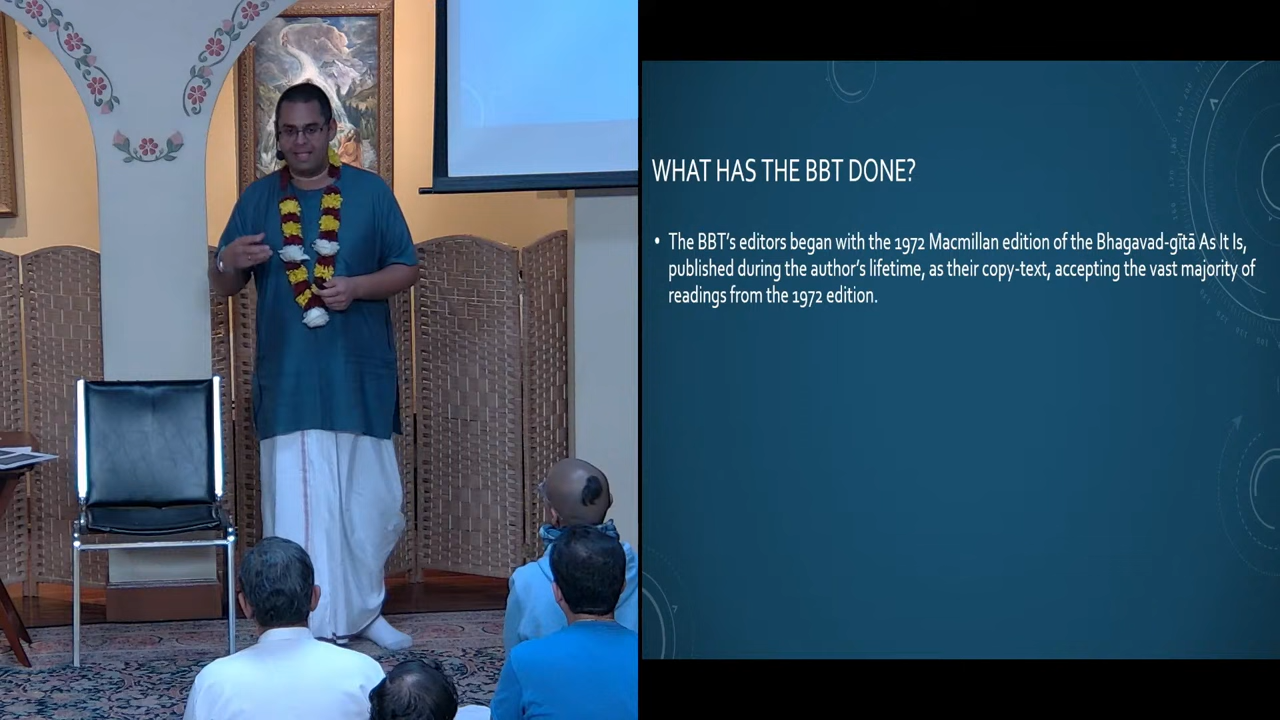 WHAT HAS THE BBT DONE?
• The BBT's editors began with the 1972 Macmillan edition of the Bhagavad-gītā As It Is,
published during the author's lifetime, as their copy-text, accepting the vast majority of
readings from the 1972 edition.